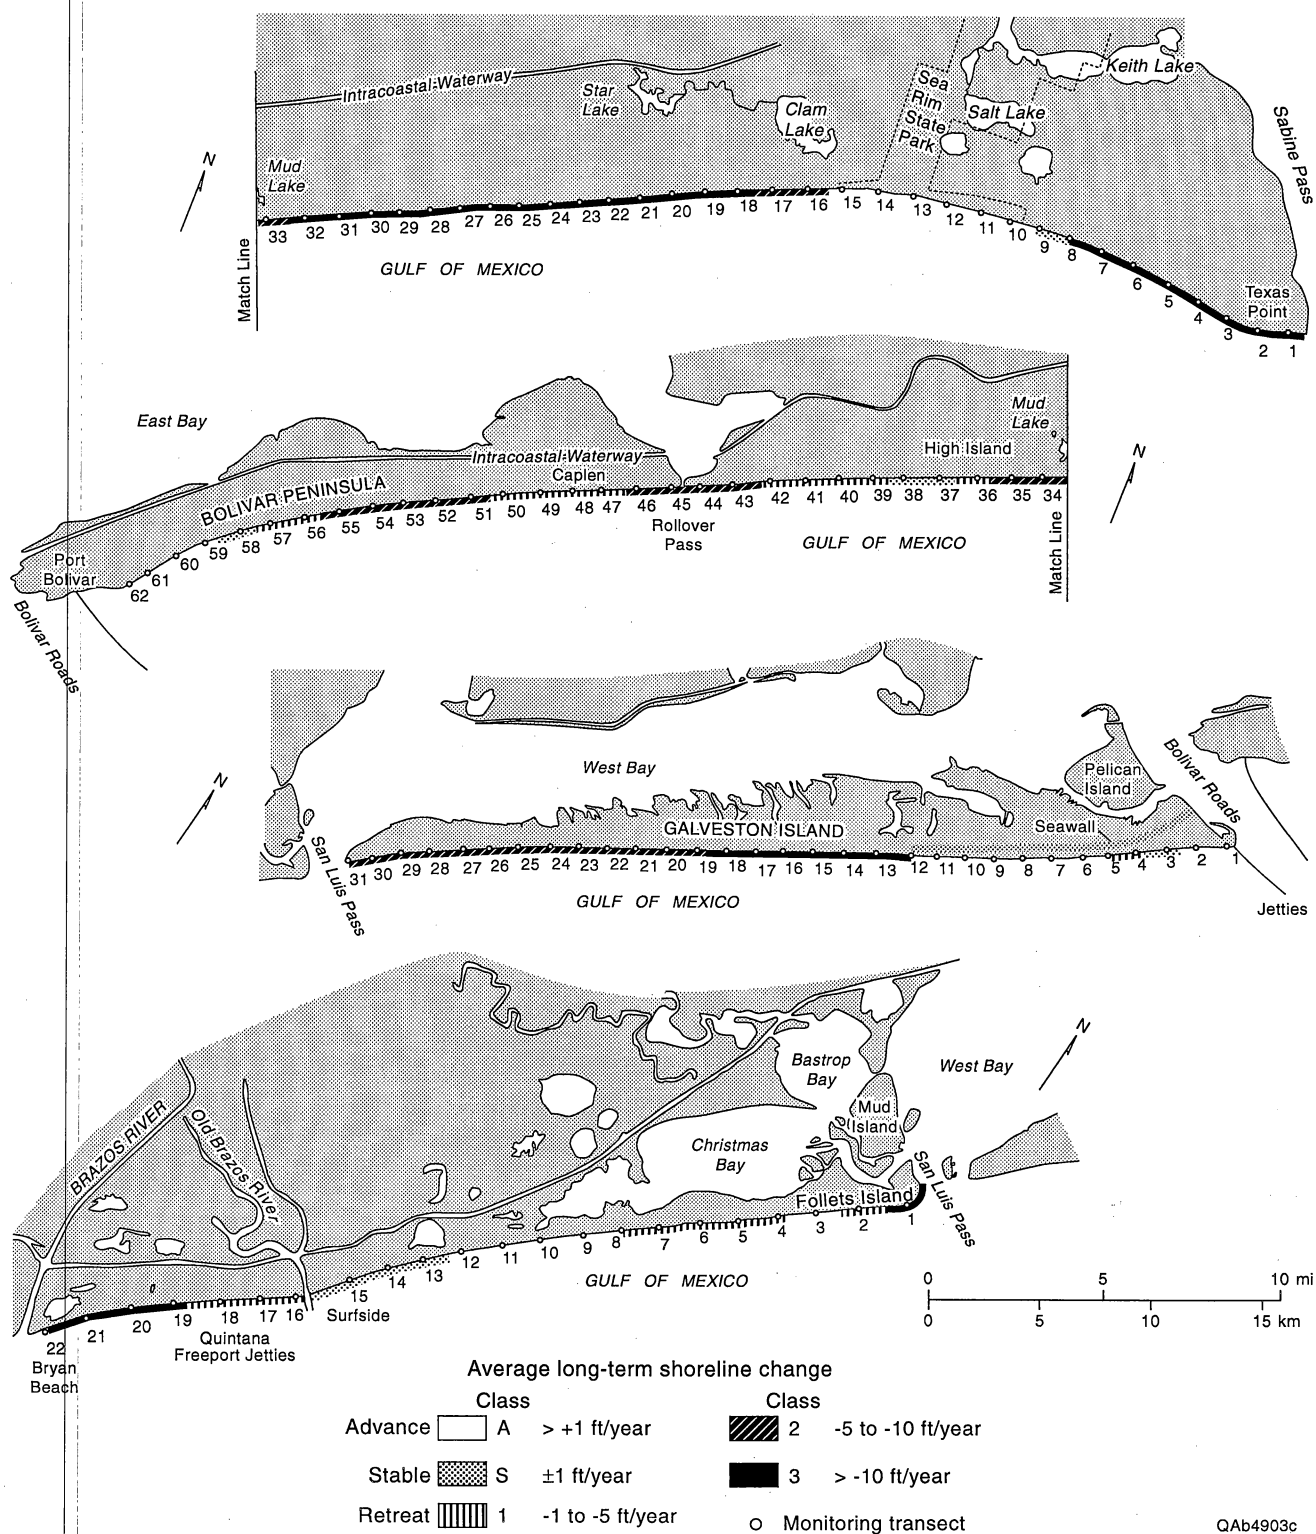 Intracoastal Waterway
Star
Lake
Clam
Lake
Sea
Rim
State
Park
Salt Lake
Keith Lake
Sabine Pass
N
Mud
Lake
33 32 31 30 29 28 27 26 25 24 23 22 21 20 19 18 17 16 15 14 13 12 11 10 9 8 7 6 5 4 3 2 1
Texas
Point
Match Line
GULF OF MEXICO
East Bay
Mud
Lake
High Island
N
Intracoastal Waterway
Caplen
BOLIVAR PENINSULA
62 61 60 59 58 57 56 55 54 53 52 51 50 49 48 47 46 45 44 43 42 41 40 39 38 37 36 35 34
Rollover
Pass
GULF OF MEXICO
Match Line
Port
Bolivar
Bolivar Roads
N
West Bay
Pelican
Island
Bolivar Roads
GALVESTON ISLAND
Seawall
San Luis Pass
31 30 29 28 27 26 25 24 23 22 21 20 19 18 17 16 15 14 13 12 11 10 9 8 7 6 5 4 3 2 1
GULF OF MEXICO
Jetties
N
Bastrop
Bay
West Bay
Mud
Island
BRAZOS RIVER
Old Brazos River
Christmas
Bay
San Luis Pass
Follets Island
22 21 20 19 18 17 16 15 14 13 12 11 10 9 8 7 6 5 4 3 2 1
GULF OF MEXICO
Surfside
Quintana
Freeport Jetties
Bryan
Beach
0 5 10 mi
0 5 10 15 km
Average long-term shoreline change
Class Class
Advance A > +1 ft/year 2 -5 to -10 ft/year
Stable S ±1 ft/year 3 > -10 ft/year
Retreat 1 -1 to -5 ft/year Monitoring transect
QAb4903c